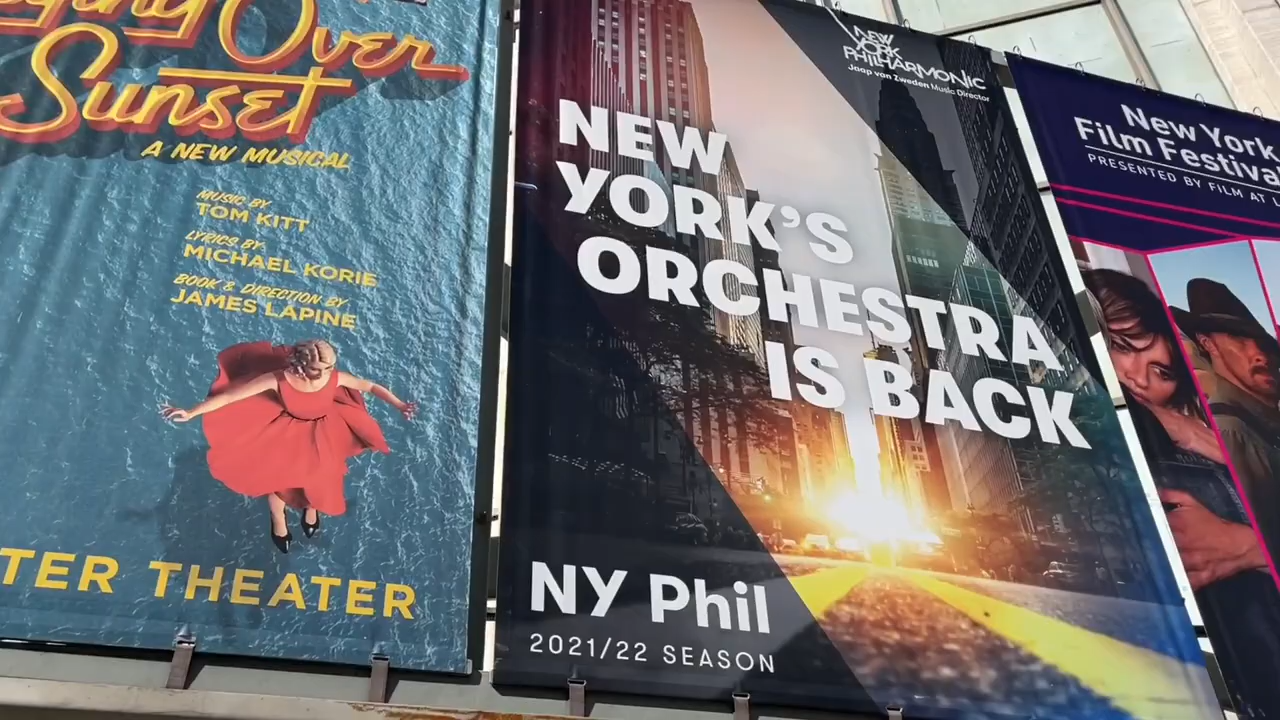 Over
Sunset
A NEW MUSICAL
MUSIC BY
TOM KITT
LYRICS BY
MICHAEL KORIE
BOOK & DIRECTION BY
JAMES LAPINE
THEATER
NEW
YORK
PHILHARMONIC
Jaap van Zweden Music Director
NEW
YORK'S
ORCHESTRA
IS BACK
NY Phil
2021/22 SEASON
New York
Film Festival
PRESENTED BY FILM AT